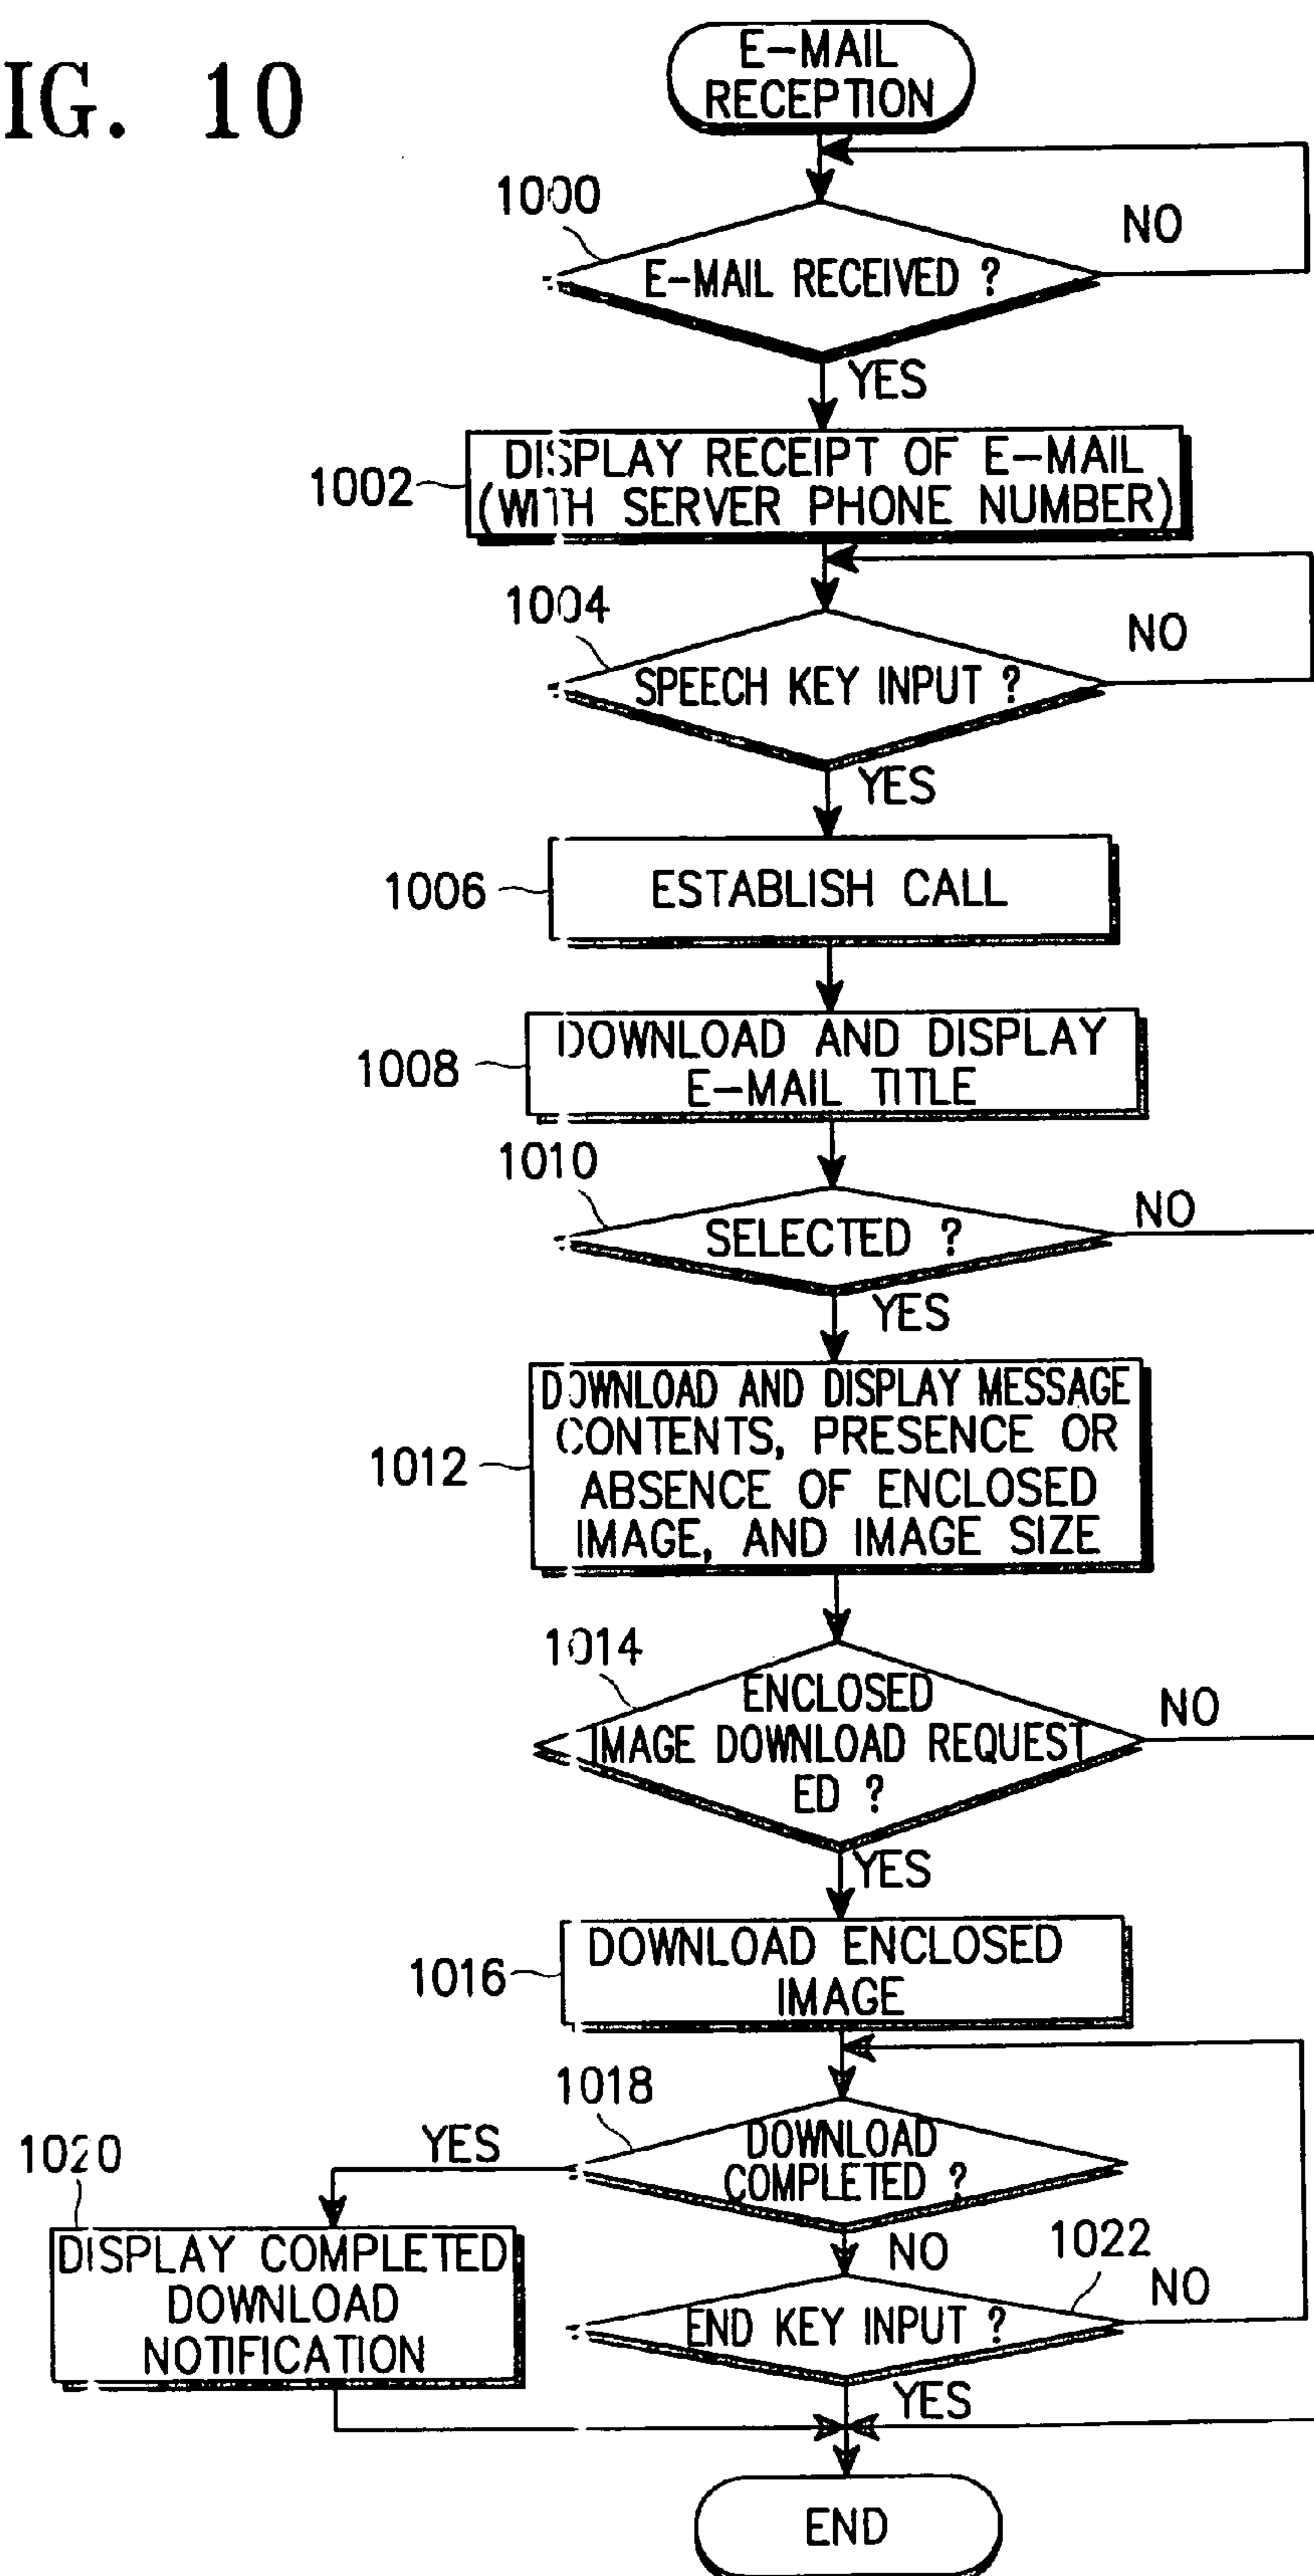 IG. 10
E-MAIL
RECEPTION
1000
E-MAIL RECEIVED ?
NO
YES
1002
DISPLAY RECEIPT OF E-MAIL
(WITH SERVER PHONE NUMBER)
1004
SPEECH KEY INPUT ?
NO
YES
1006
ESTABLISH CALL
1008
DOWNLOAD AND DISPLAY
E-MAIL TITLE
1010
SELECTED ?
NO
YES
1012
DOWNLOAD AND DISPLAY MESSAGE
CONTENTS, PRESENCE OR
ABSENCE OF ENCLOSED
IMAGE, AND IMAGE SIZE
1014
ENCLOSED
IMAGE DOWNLOAD REQUEST
ED ?
NO
YES
1016
DOWNLOAD ENCLOSED
IMAGE
1018
DOWNLOAD
COMPLETED ?
YES
NO
1020
DISPLAY COMPLETED
DOWNLOAD
NOTIFICATION
1022
END KEY INPUT ?
NO
YES
END